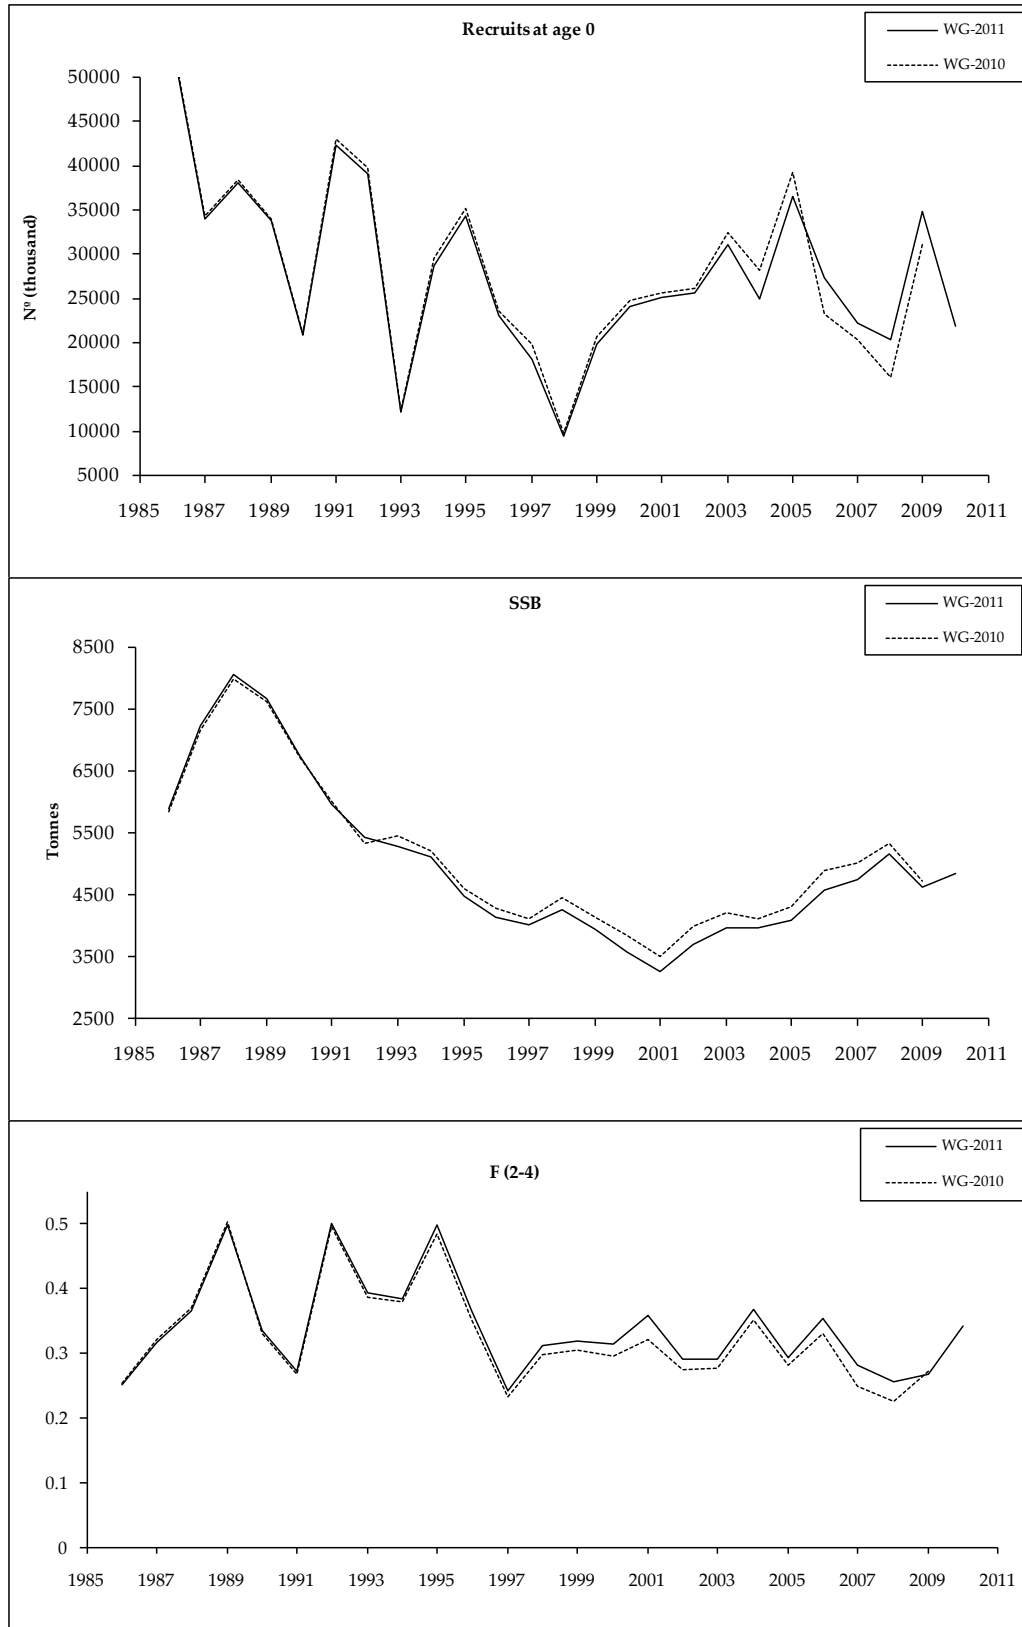 Recruits at age 0
WG-2011
WG-2010
Nº (thousand)
50000
45000
40000
35000
30000
25000
20000
15000
10000
5000
1985 1987 1989 1991 1993 1995 1997 1999 2001 2003 2005 2007 2009 2011
SSB
WG-2011
WG-2010
Tonnes
8500
7500
6500
5500
4500
3500
2500
1985 1987 1989 1991 1993 1995 1997 1999 2001 2003 2005 2007 2009 2011
F (2-4)
WG-2011
WG-2010
0.5
0.4
0.3
0.2
0.1
0
1985 1987 1989 1991 1993 1995 1997 1999 2001 2003 2005 2007 2009 2011